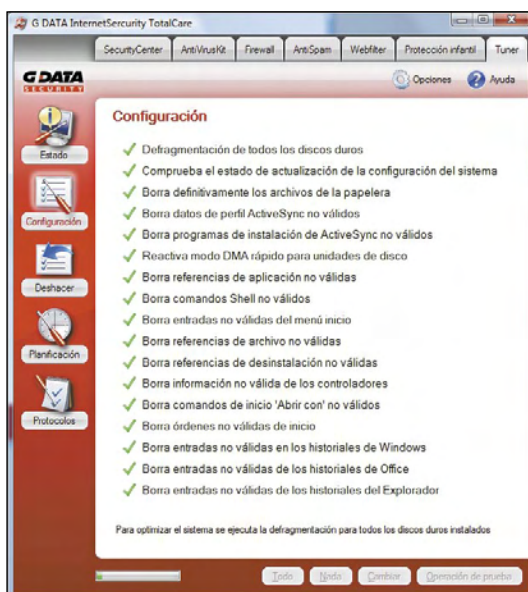 G DATA InternetSercurity TotalCare
SecurityCenter AntiVirusKit Firewall AntiSpam Webfilter Protección infantil Tuner
G DATA
SECURITY
Opciones Ayuda
Estado
Configuración
Deshacer
Planificación
Protocolos
Configuración
Defragmentación de todos los discos duros
Comprueba el estado de actualización de la configuración del sistema
Borra definitivamente los archivos de la papelera
Borra datos de perfil ActiveSync no válidos
Borra programas de instalación de ActiveSync no válidos
Reactiva modo DMA rápido para unidades de disco
Borra referencias de aplicación no válidas
Borra comandos Shell no válidos
Borra entradas no válidas del menú inicio
Borra referencias de archivo no válidas
Borra referencias de desinstalación no válidas
Borra información no válida de los controladores
Borra comandos de inicio 'Abrir con' no válidos
Borra órdenes no válidas de inicio
Borra entradas no válidas en los historiales de Windows
Borra entradas no válidas de los historiales de Office
Borra entradas no válidas de los historiales del Explorador
Para optimizar el sistema se ejecuta la defragmentación para todos los discos duros instalados
Todo Nada Cambiar Operación de prueba